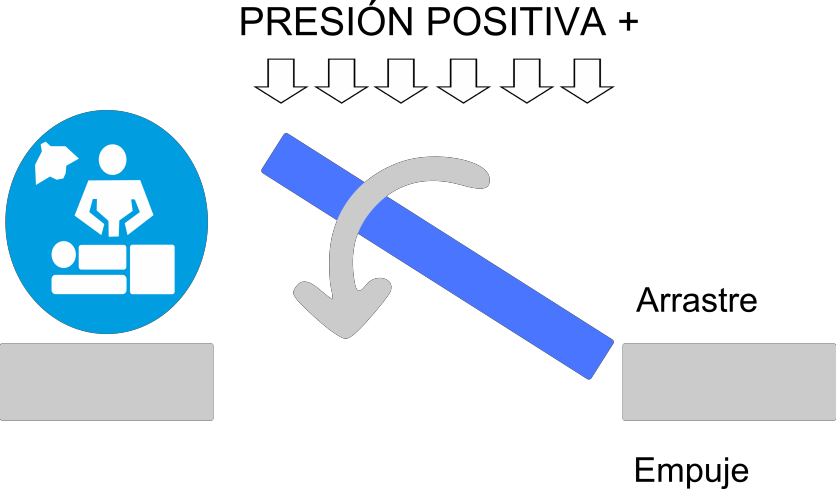 PRESIÓN POSITIVA +
Arrastre
Empuje